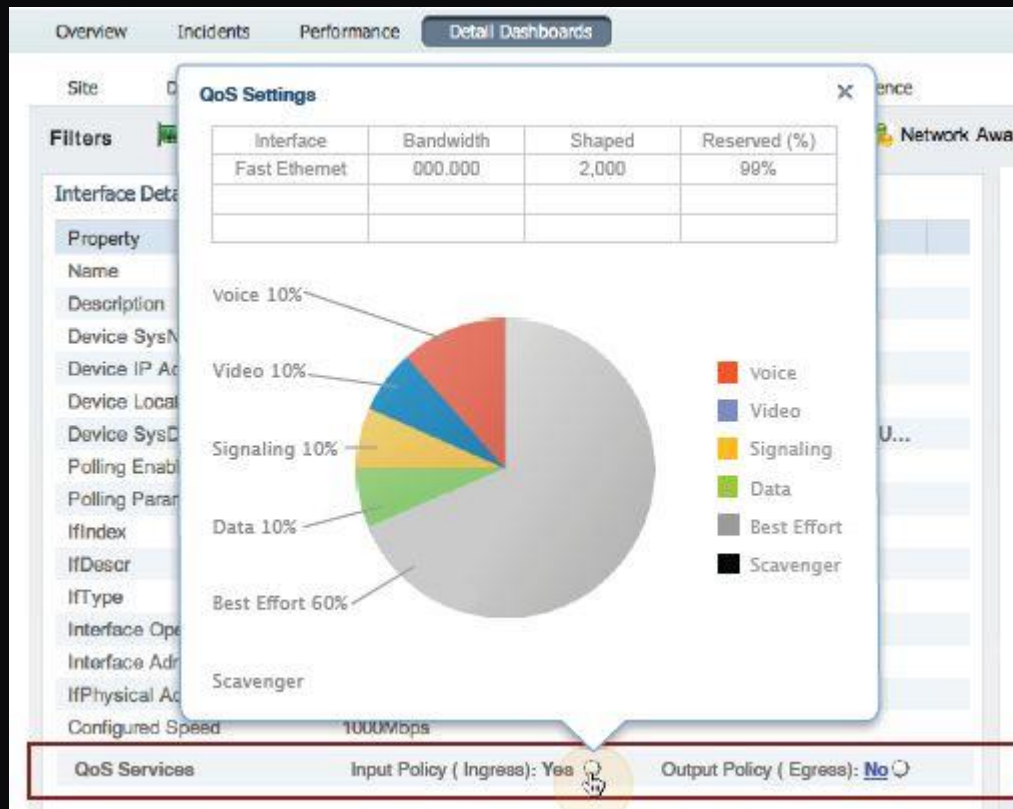 Overview Incidents Performance Detail Dashboards
Site D ence
Filters Network Awa
QoS Settings ×
Interface Bandwidth Shaped Reserved (%)
Fast Ethernet 000.000 2,000 99%
Interface Deta
Property
Name
Description
Device SysN
Device IP Ad
Device Locat
Device SysD U...
Polling Enabl
Polling Param
IfIndex
IfDescr
IfType
Interface Ope
Interface Adm
IfPhysical Ad
Voice 10%
Video 10%
Signaling 10%
Data 10%
Best Effort 60%
Scavenger
Voice
Video
Signaling
Data
Best Effort
Scavenger
Configured Speed 1000Mbps
QoS Services Input Policy ( Ingress): Yes Output Policy ( Egress): No